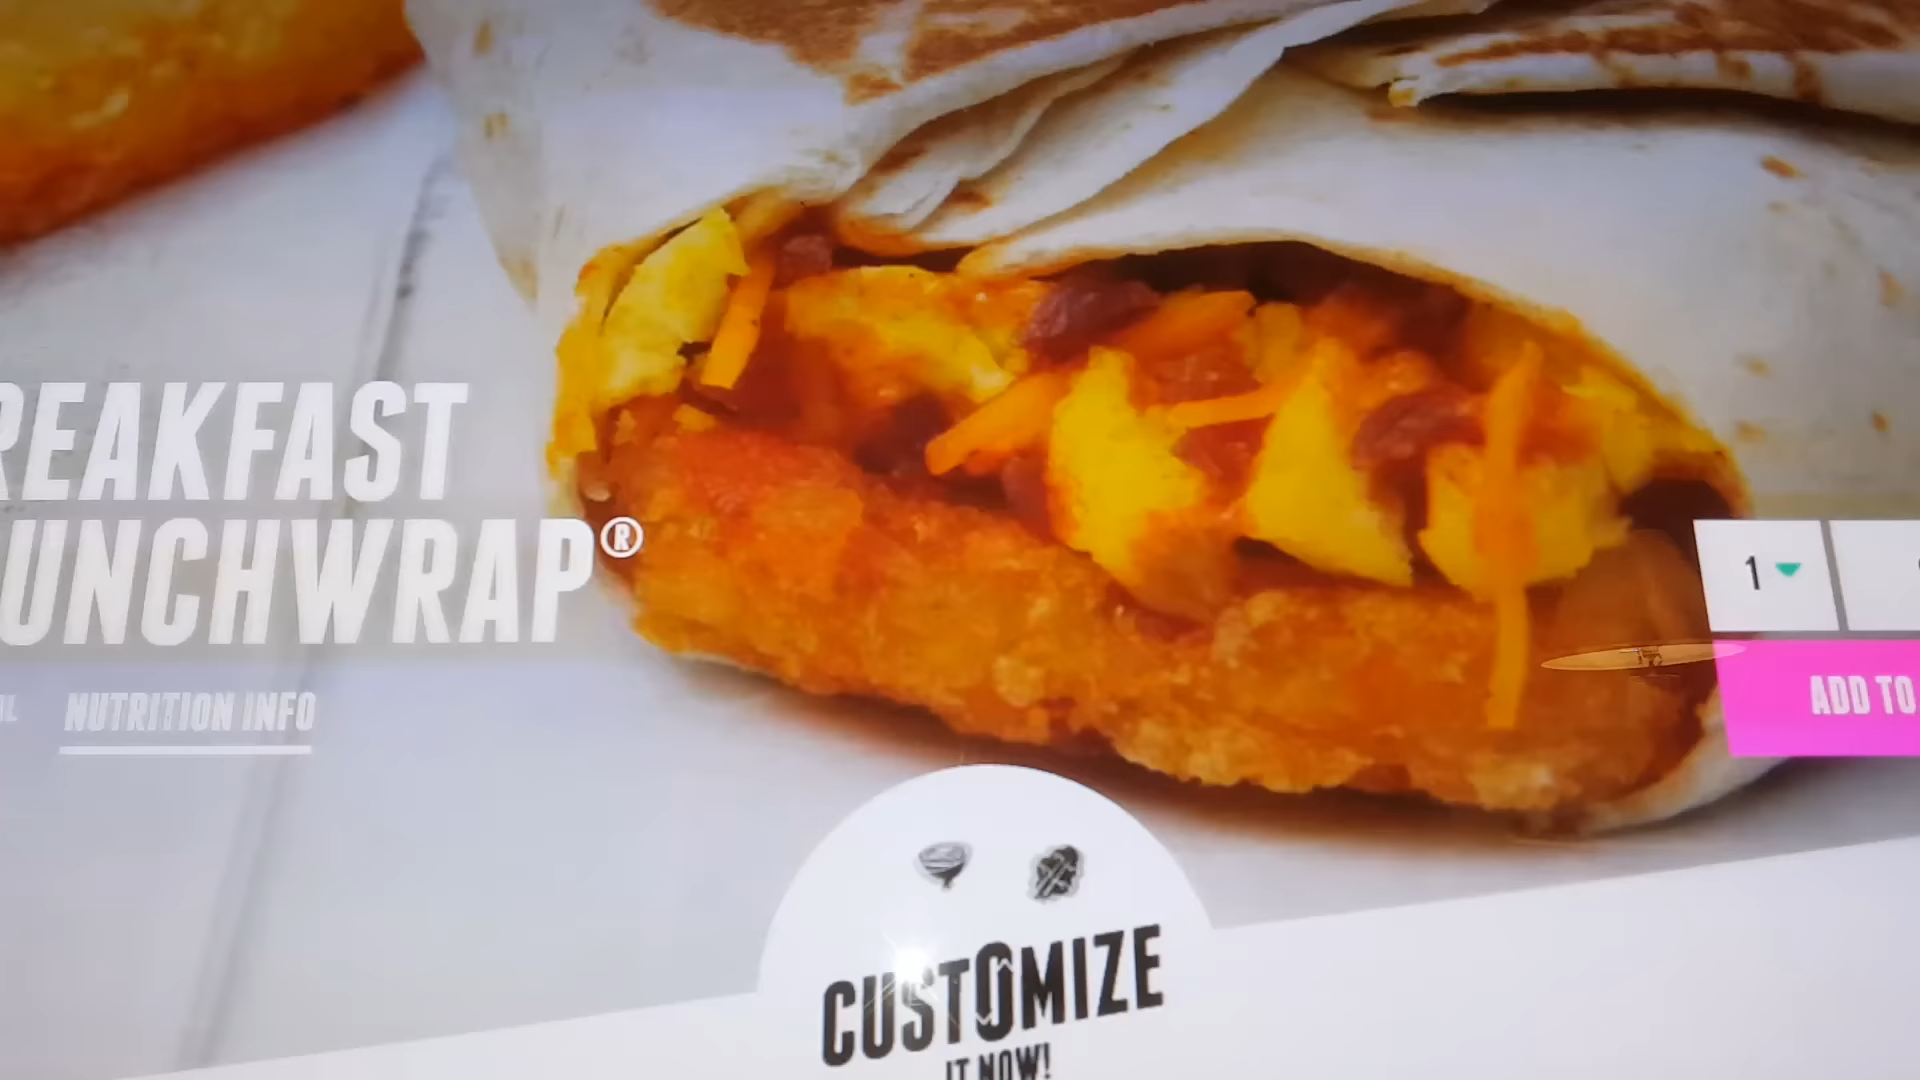 REAKFAST
UNCHWRAP®
NUTRITION INFO
1
ADD TO
CUSTOMIZE
IT NOW!